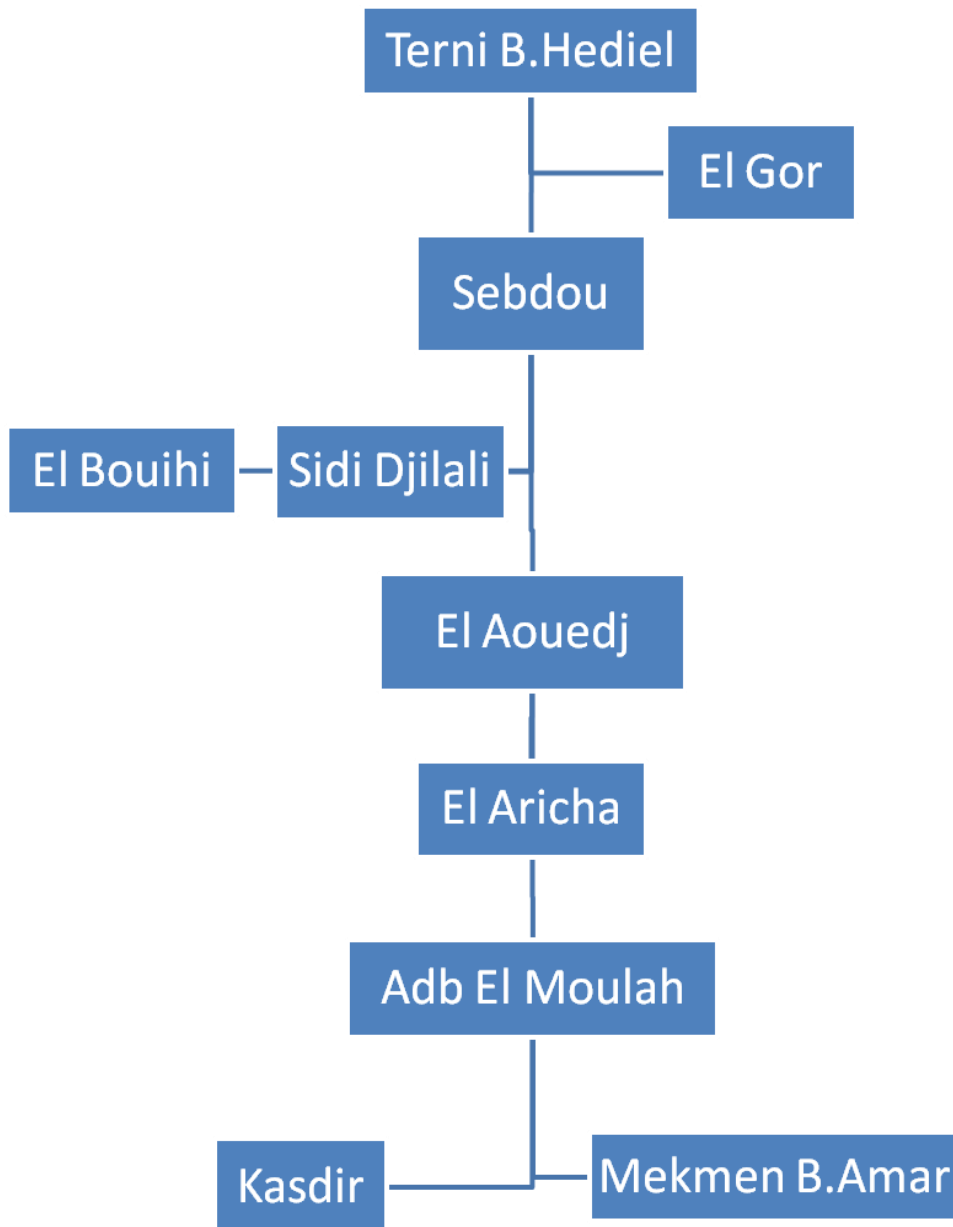 Terni B.Hediel
El Gor
Sebdou
El Bouihi
Sidi Djilali
El Aouedj
El Aricha
Adb El Moulah
Kasdir
Mekmen B.Amar